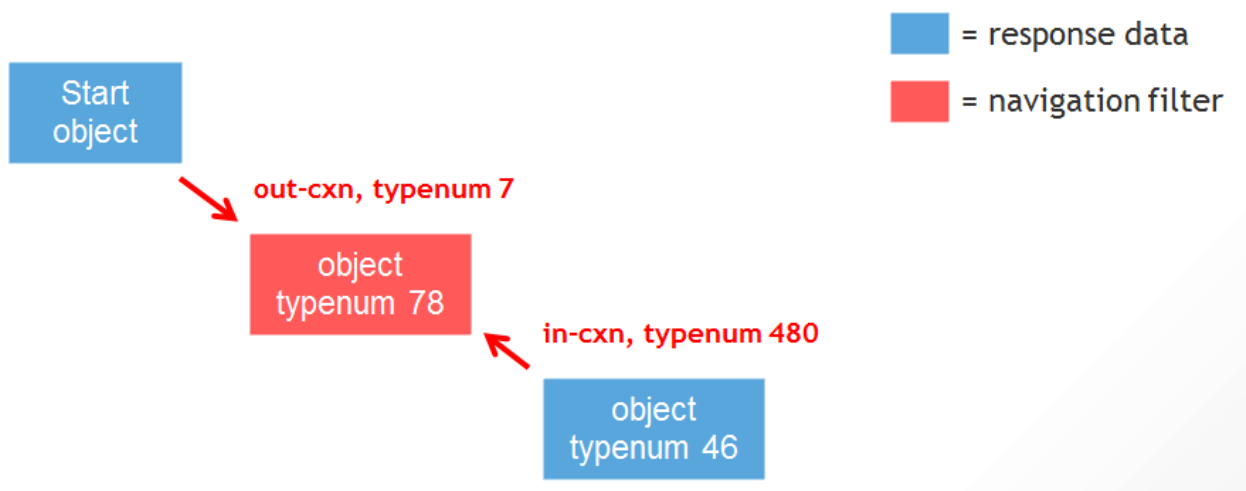 = response data
= navigation filter
Start
object
out-cxn, typenum 7
object
typenum 78
in-cxn, typenum 480
object
typenum 46